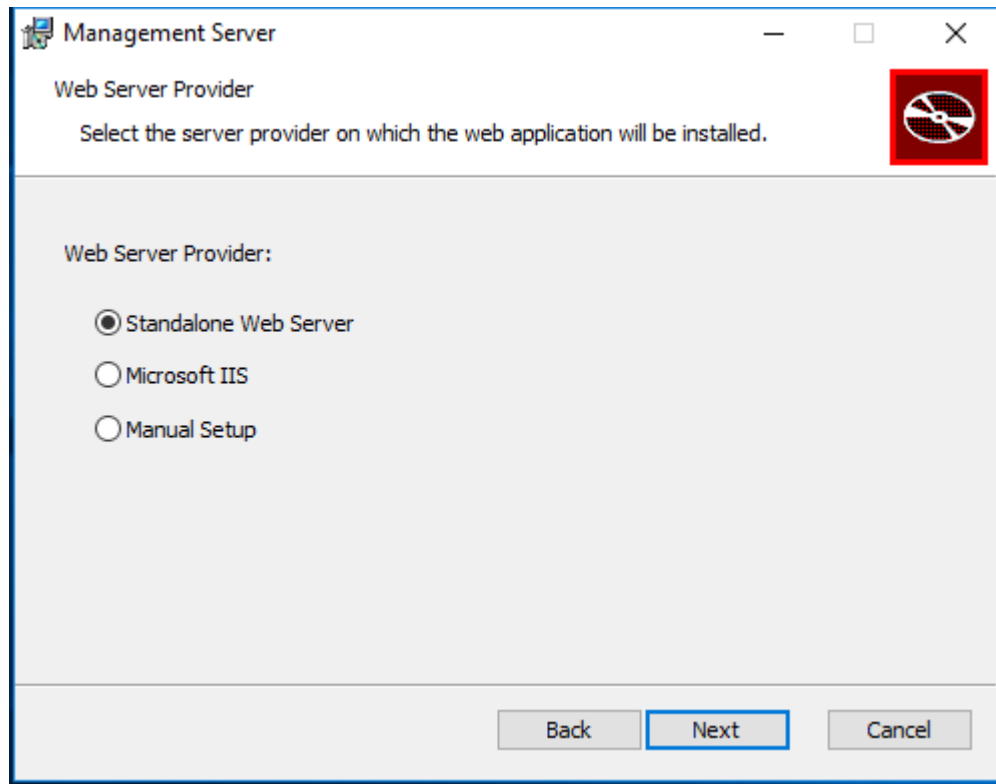 Management Server
Web Server Provider
Select the server provider on which the web application will be installed.
Web Server Provider:
Standalone Web Server
Microsoft IIS
Manual Setup
Back Next Cancel